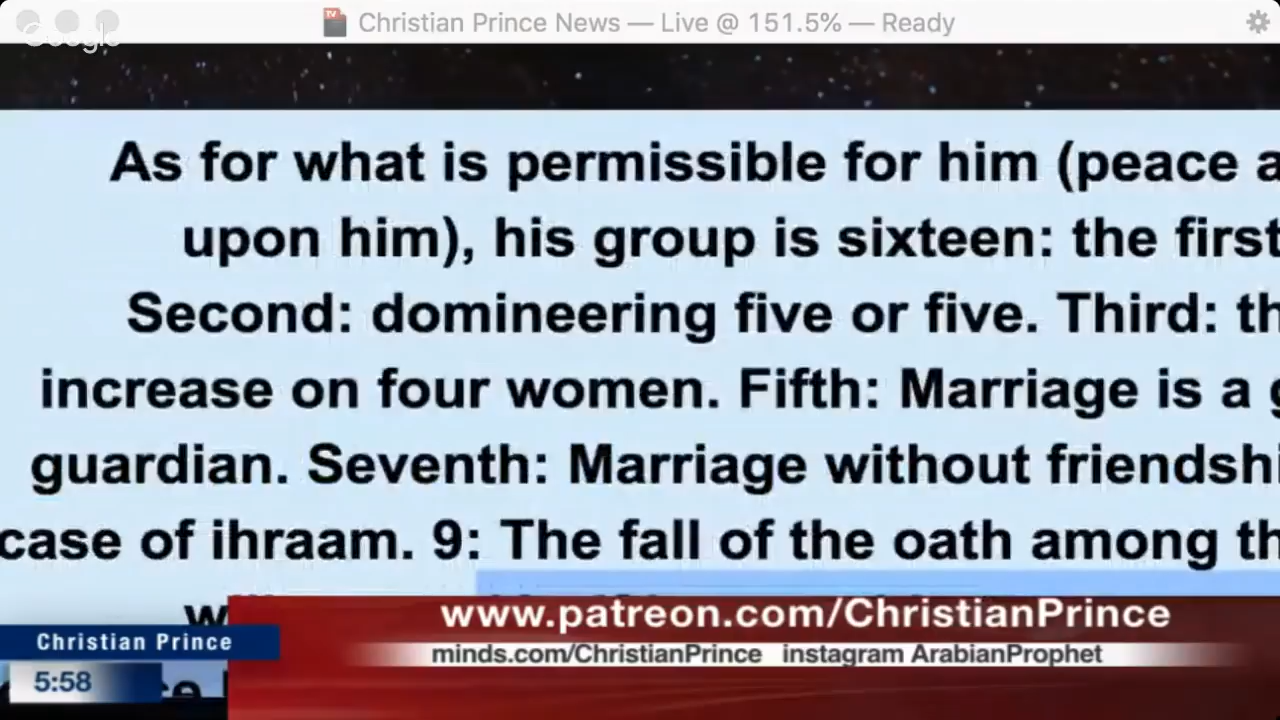 Christian Prince News — Live @ 151.5% — Ready
Google
As for what is permissible for him (peace a
upon him), his group is sixteen: the first
Second: domineering five or five. Third: th
increase on four women. Fifth: Marriage is a g
guardian. Seventh: Marriage without friendshi
case of ihraam. 9: The fall of the oath among th
www.patreon.com/ChristianPrince
Christian Prince
minds.com/ChristianPrince instagram ArabianProphet
5:58